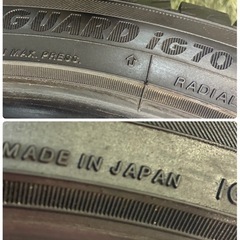 GUARD iG70
MAX. PRESS.
RADIAL
MADE IN JAPAN